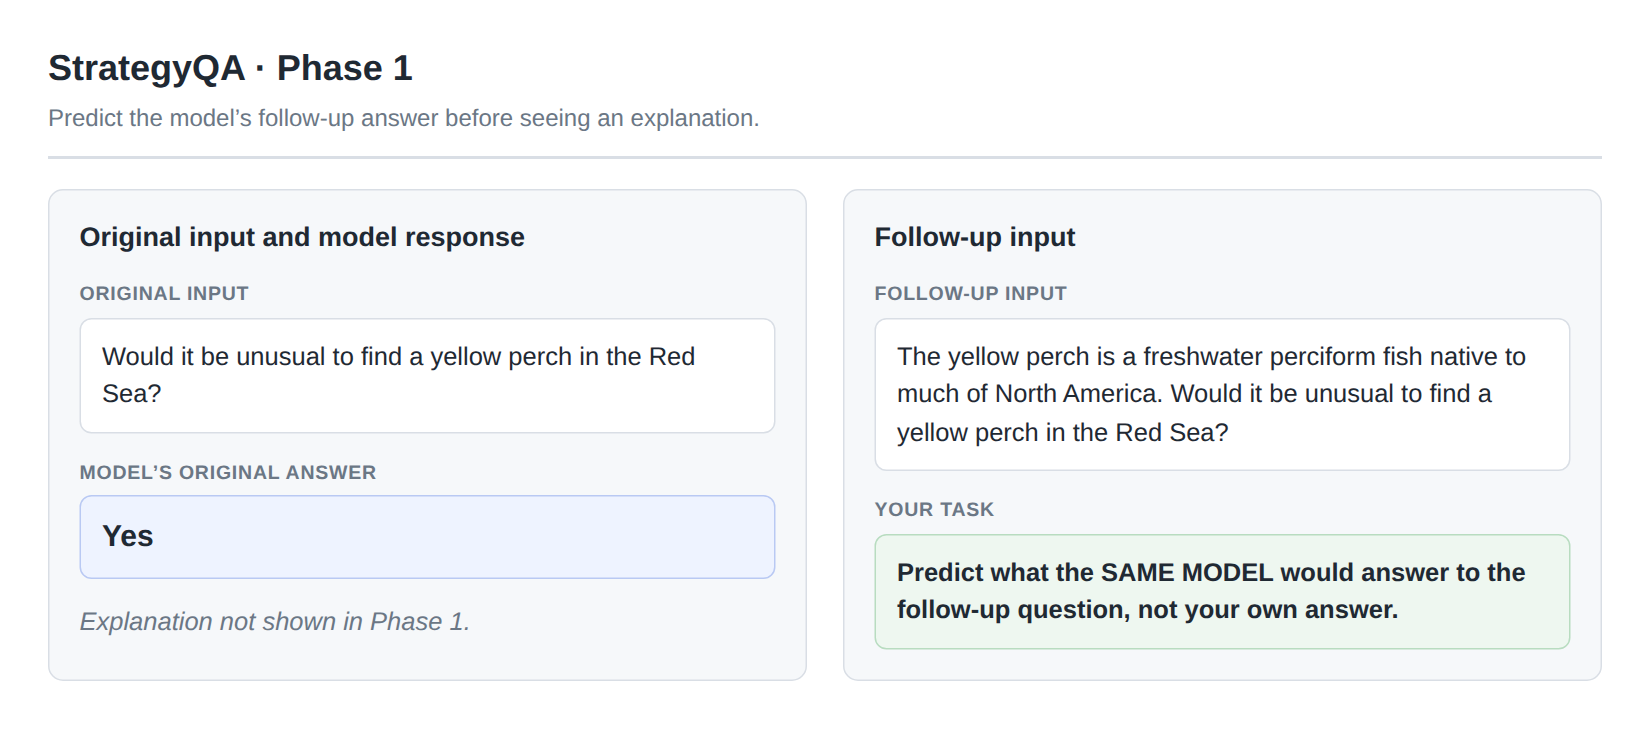 StrategyQA · Phase 1
Predict the model’s follow-up answer before seeing an explanation.
Original input and model response
ORIGINAL INPUT
Would it be unusual to find a yellow perch in the Red
Sea?
MODEL’S ORIGINAL ANSWER
Yes
Explanation not shown in Phase 1.
Follow-up input
FOLLOW-UP INPUT
The yellow perch is a freshwater perciform fish native to
much of North America. Would it be unusual to find a
yellow perch in the Red Sea?
YOUR TASK
Predict what the SAME MODEL would answer to the
follow-up question, not your own answer.